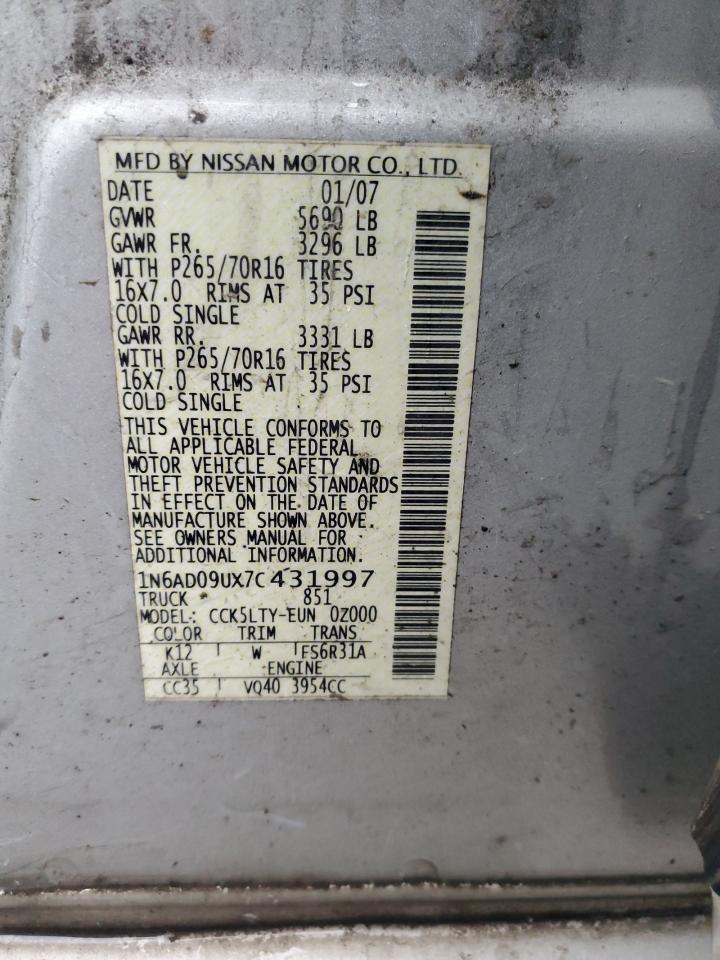 MFD BY NISSAN MOTOR CO., LTD.
DATE 01/07
GVWR 5690 LB
GAWR FR. 3296 LB
WITH P265/70R16 TIRES
16X7.0 RIMS AT 35 PSI
COLD SINGLE
GAWR RR. 3331 LB
WITH P265/70R16 TIRES
16X7.0 RIMS AT 35 PSI
COLD SINGLE
THIS VEHICLE CONFORMS TO
ALL APPLICABLE FEDERAL
MOTOR VEHICLE SAFETY AND
THEFT PREVENTION STANDARDS
IN EFFECT ON THE DATE OF
MANUFACTURE SHOWN ABOVE.
SEE OWNERS MANUAL FOR
ADDITIONAL INFORMATION.
1N6AD09UX7C431997
TRUCK 851
MODEL: CCK5LTY-EUN 0Z000
COLOR TRIM TRANS
K12 W FS6R31A
AXLE ENGINE
CC35 VQ40 3954CC